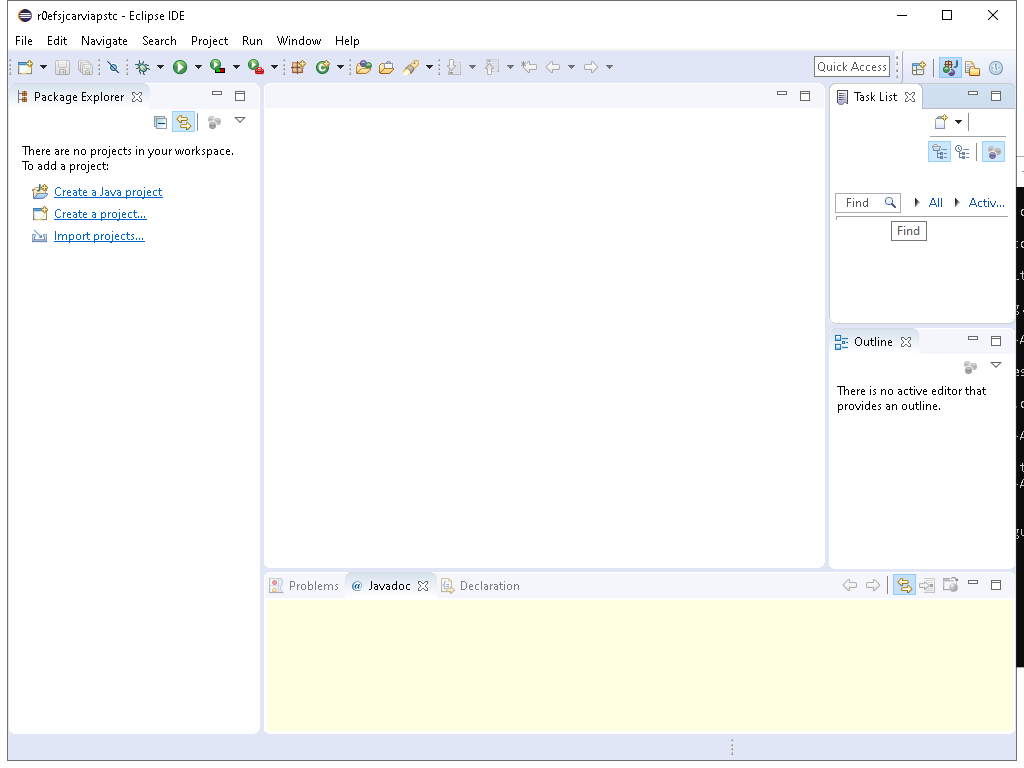 r0efsjcarviapstc - Eclipse IDE
File Edit Navigate Search Project Run Window Help
Quick Access
Package Explorer
Task List
There are no projects in your workspace.
To add a project:
Create a Java project
Create a project...
Import projects...
Find All Activ...
Find
Outline
There is no active editor that
provides an outline.
Problems @ Javadoc Declaration